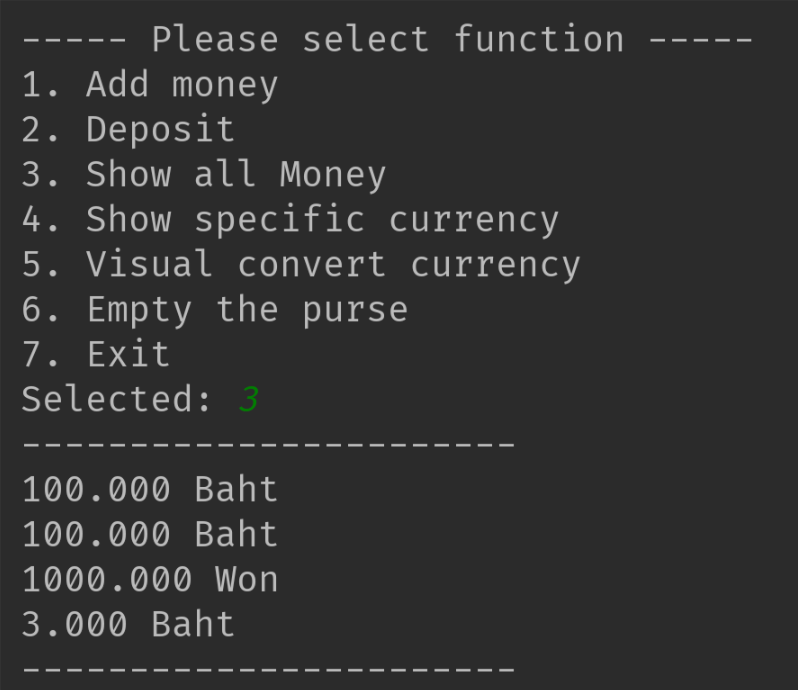 ----- Please select function -----
1. Add money
2. Deposit
3. Show all Money
4. Show specific currency
5. Visual convert currency
6. Empty the purse
7. Exit
Selected: 3
-----------------------
100.000 Baht
100.000 Baht
1000.000 Won
3.000 Baht
-----------------------